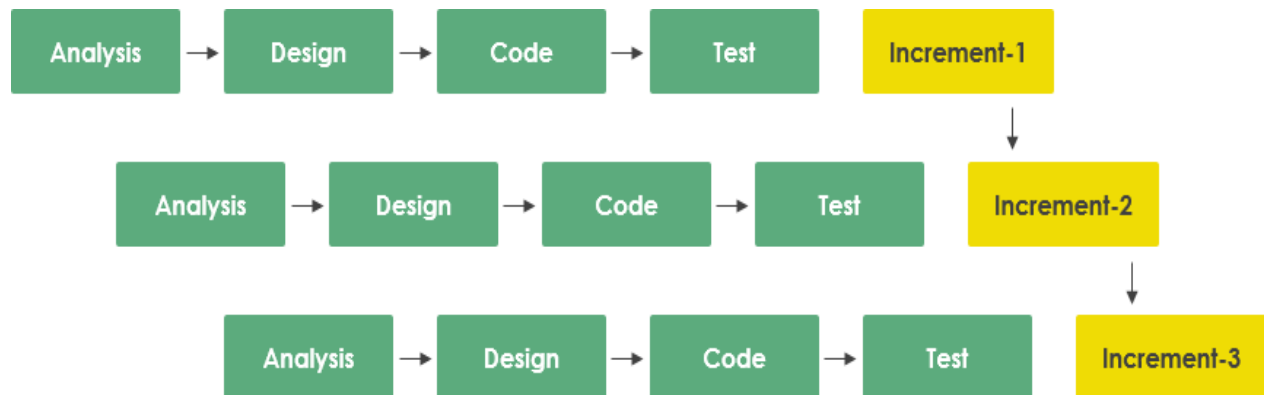 Analysis Design Code Test Increment-1
Analysis Design Code Test Increment-2
Analysis Design Code Test Increment-3